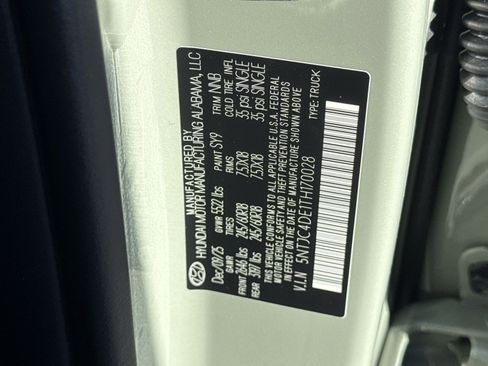 MANUFACTURED BY
HYUNDAI MOTOR MANUFACTURING ALABAMA, LLC
Dec/09/25 GVWR 5522 lbs PAINT SY9 TRIM NNB
GAWR TIRES RIMS COLD TIRE INFL
FRONT 2646 lbs 245/60R18 7.5JX18 35 psi SINGLE
REAR 3197 lbs 245/60R18 7.5JX18 35 psi SINGLE
THIS VEHICLE CONFORMS TO ALL APPLICABLE U.S.A. FEDERAL
MOTOR VEHICLE SAFETY AND THEFT PREVENTION STANDARDS
IN EFFECT ON THE DATE OF MANUFACTURE SHOWN ABOVE.
V.I.N 5NTJC4DE1TH170028 TYPE:TRUCK